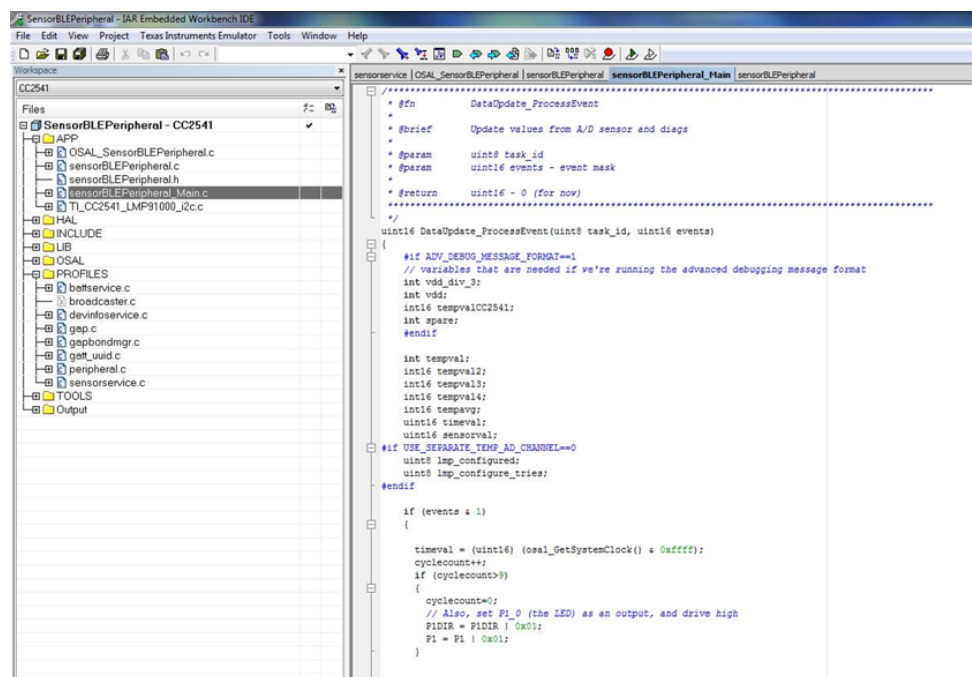 SensorBLEPeripheral - IAR Embedded Workbench IDE
File Edit View Project Texas Instruments Emulator Tools Window Help
Workspace
CC2541
Files
SensorBLEPeripheral - CC2541
APP
OSAL_SensorBLEPeripheral.c
sensorBLEPeripheral.c
sensorBLEPeripheral.h
sensorBLEPeripheral_Main.c
TI_CC2541_LMP91000_i2c.c
HAL
INCLUDE
LIB
OSAL
PROFILES
battservice.c
broadcaster.c
devinfoservice.c
gap.c
gapbondmgr.c
gatt_uuid.c
peripheral.c
sensorservice.c
TOOLS
Output
sensorservice | OSAL_SensorBLEPeripheral | sensorBLEPeripheral sensorBLEPeripheral_Main sensorBLEPeripheral
* @fn DataUpdate_ProcessEvent
*
* @brief Update values from A/D sensor and diags
*
* @param uint8 task_id
* @param uint16 events - event mask
*
* @return uint16 - 0 (for now)
*/
uint16 DataUpdate_ProcessEvent(uint8 task_id, uint16 events)
{
#if ADV_DEBUG_MESSAGE_FORMAT==1
// variables that are needed if we're running the advanced debugging message format
int vdd_div_3;
int vdd;
int16 tempvalCC2541;
int spare;
#endif
int tempval;
int16 tempval2;
int16 tempval3;
int16 tempval4;
int16 tempavg;
uint16 timeval;
uint16 sensorval;
#if USE_SEPARATE_TEMP_AD_CHANNEL==0
uint8 lmp_configured;
uint8 lmp_configure_tries;
#endif
if (events & 1)
{
timeval = (uint16) (osal_GetSystemClock() & 0xffff);
cyclecount++;
if (cyclecount>9)
{
cyclecount=0;
// Also, set P1_0 (the LED) as an output, and drive high
P1DIR = P1DIR | 0x01;
P1 = P1 | 0x01;
}